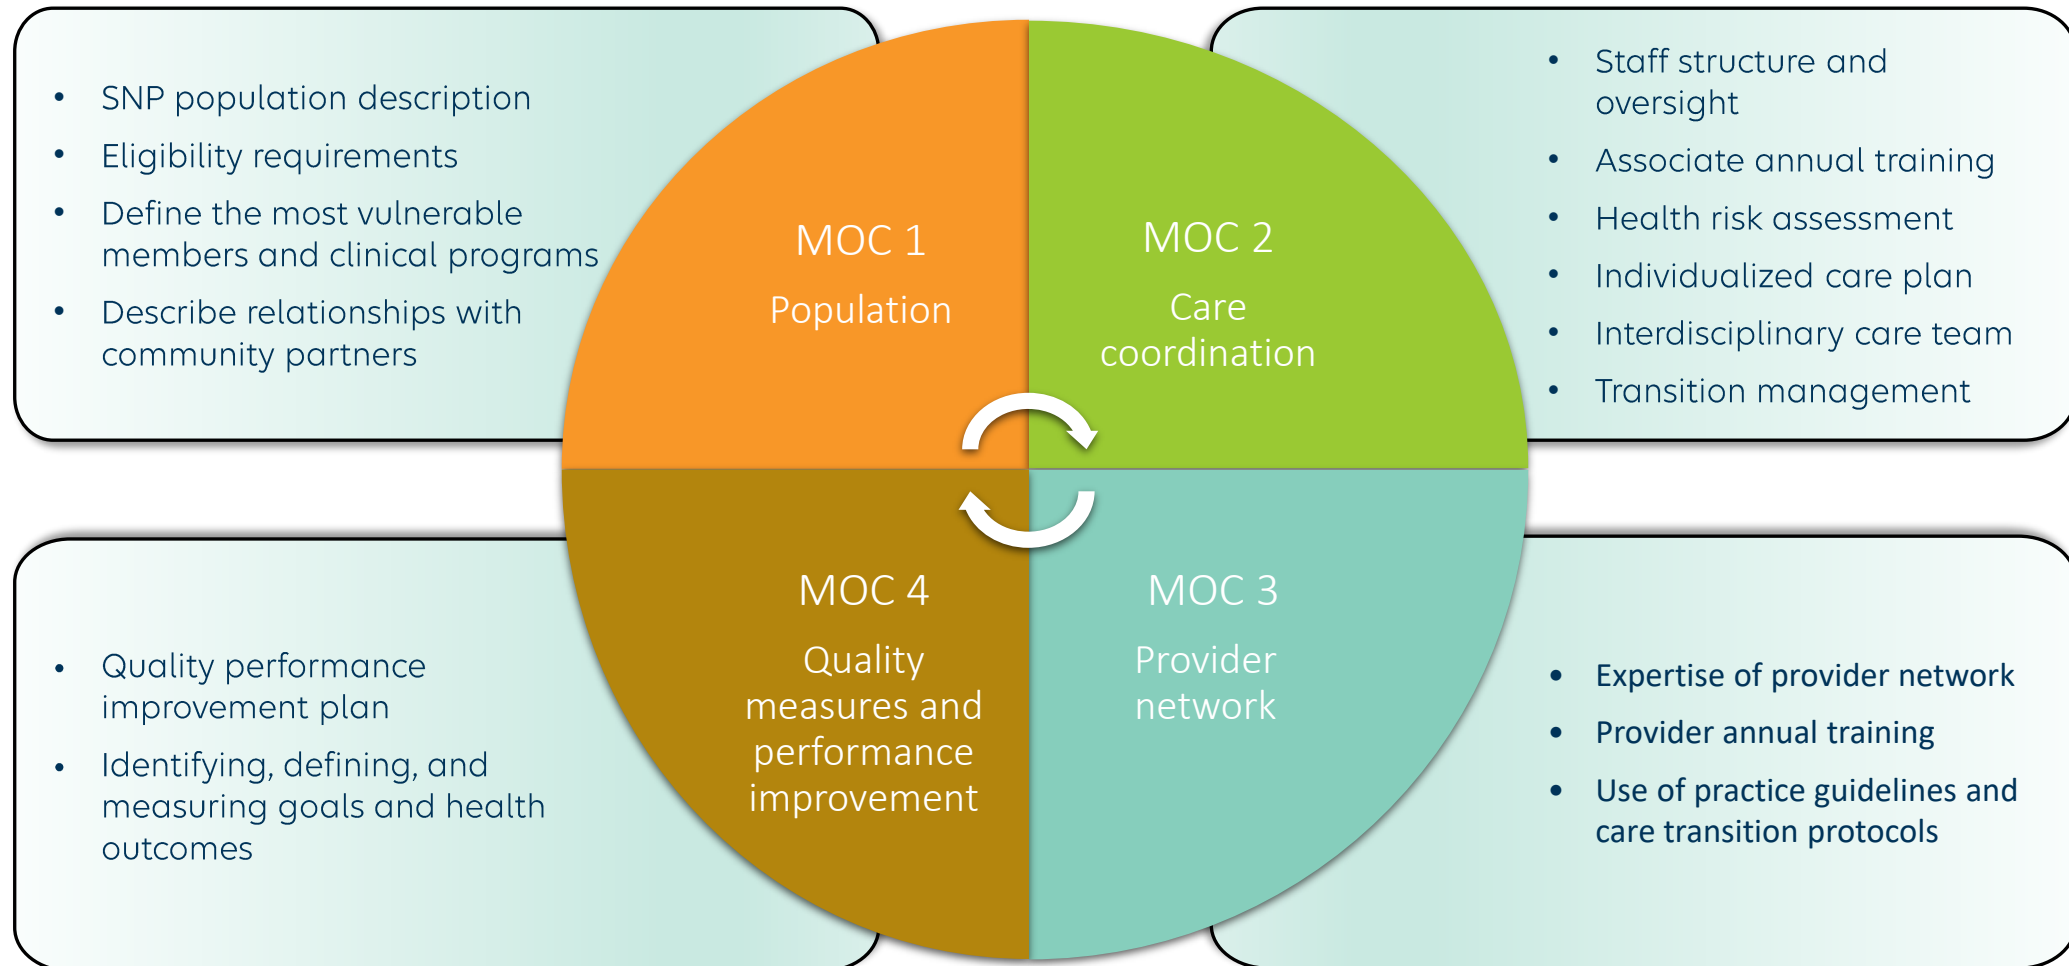 • SNP population description
• Eligibility requirements
• Define the most vulnerable
members and clinical programs
• Describe relationships with
community partners
MOC 1
Population
MOC 2
Care
coordination
• Staff structure and
oversight
• Associate annual training
• Health risk assessment
• Individualized care plan
• Interdisciplinary care team
• Transition management
• Quality performance
improvement plan
• Identifying, defining, and
measuring goals and health
outcomes
MOC 4
Quality
measures and
performance
improvement
MOC 3
Provider
network
• Expertise of provider network
• Provider annual training
• Use of practice guidelines and
care transition protocols